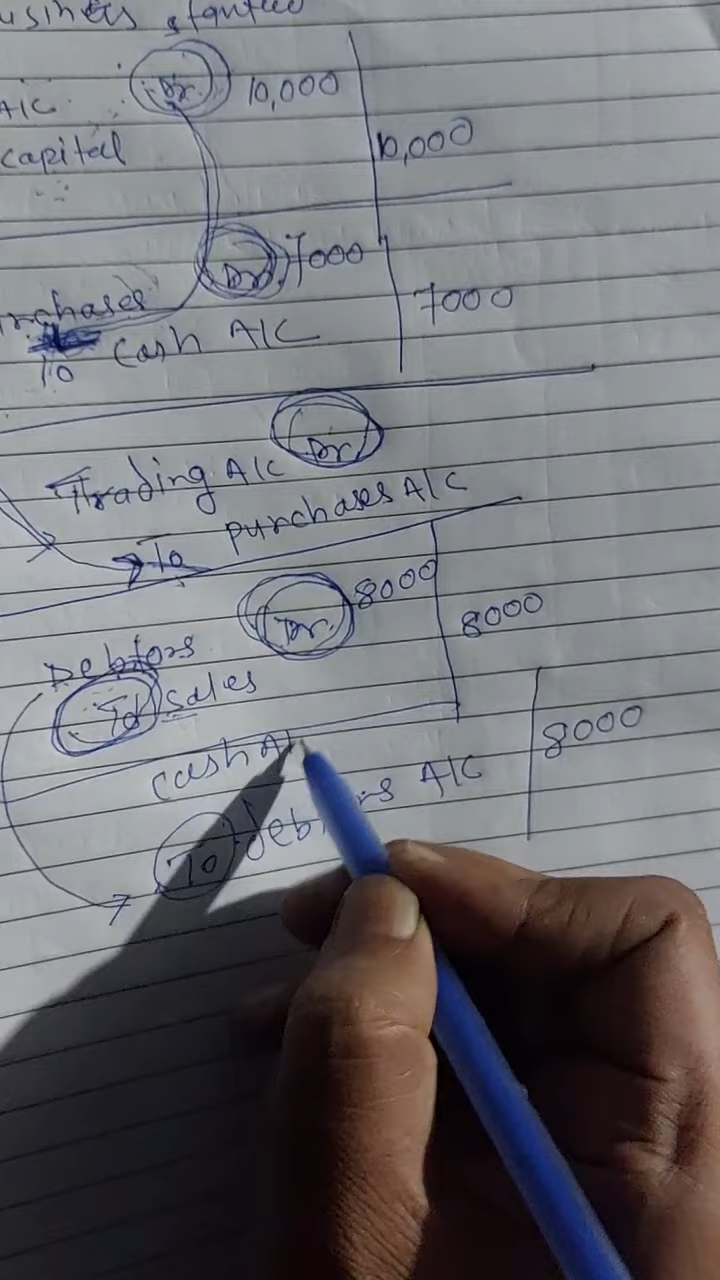 usiness started
A/C Dr. 10,000
capital 10,000
rchases Dr. 7000
To Cash A/C 7000
Trading A/C Dr.
To purchases A/C
Debtors Dr. 8000
To Sales 8000
Cash A
To debtors A/C 8000